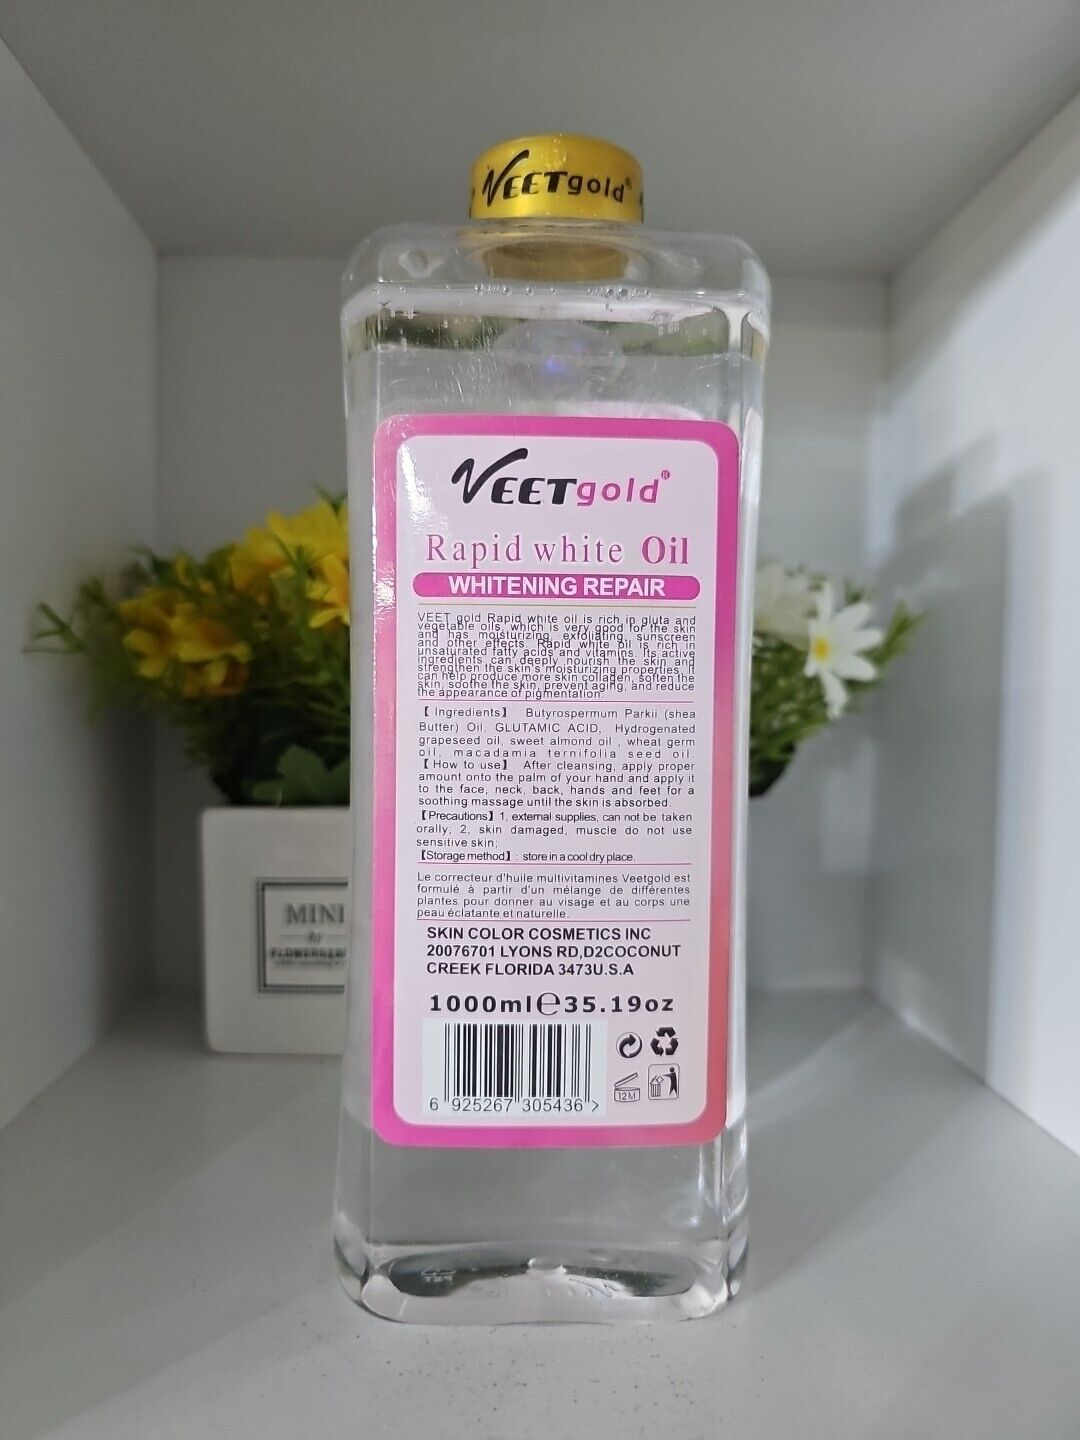 VEETgold®
VEETgold®
Rapid white Oil
WHITENING REPAIR
VEET gold Rapid white oil is rich in gluta and
vegetable oils, which is very good for the skin
and has moisturizing, exfoliating, sunscreen
and other effects. Rapid white oil is rich in
unsaturated fatty acids and vitamins. Its active
ingredients can deeply nourish the skin and
strengthen the skin's moisturizing properties. It
can help produce more skin collagen, soften the
skin, soothe the skin, prevent aging, and reduce
the appearance of pigmentation.
【Ingredients】 Butyrospermum Parkii (shea
Butter) Oil, GLUTAMIC ACID, Hydrogenated
grapeseed oil, sweet almond oil , wheat germ
oil, macadamia ternifolia seed oil.
【How to use】 After cleansing, apply proper
amount onto the palm of your hand and apply it
to the face, neck, back, hands and feet for a
soothing massage until the skin is absorbed.
【Precautions】1, external supplies, can not be taken
orally; 2, skin damaged, muscle do not use
sensitive skin;
【Storage method】: store in a cool dry place.
Le correcteur d'huile multivitamines Veetgold est
formulé à partir d'un mélange de différentes
plantes pour donner au visage et au corps une
peau éclatante et naturelle.
SKIN COLOR COSMETICS INC
20076701 LYONS RD,D2COCONUT
CREEK FLORIDA 3473U.S.A
1000ml℮35.19oz
6 925267 305436 >
12M
MINI